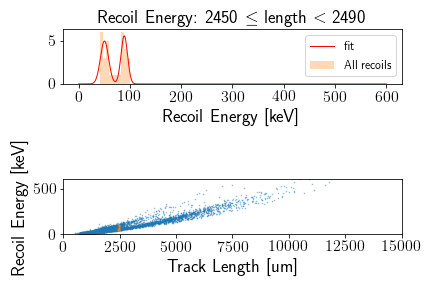 Recoil Energy: 2450 ≤ length < 2490
5
0
fit
All recoils
0 100 200 300 400 500 600
Recoil Energy [keV]
Recoil Energy [keV]
500
0
0 2500 5000 7500 10000 12500 15000
Track Length [um]